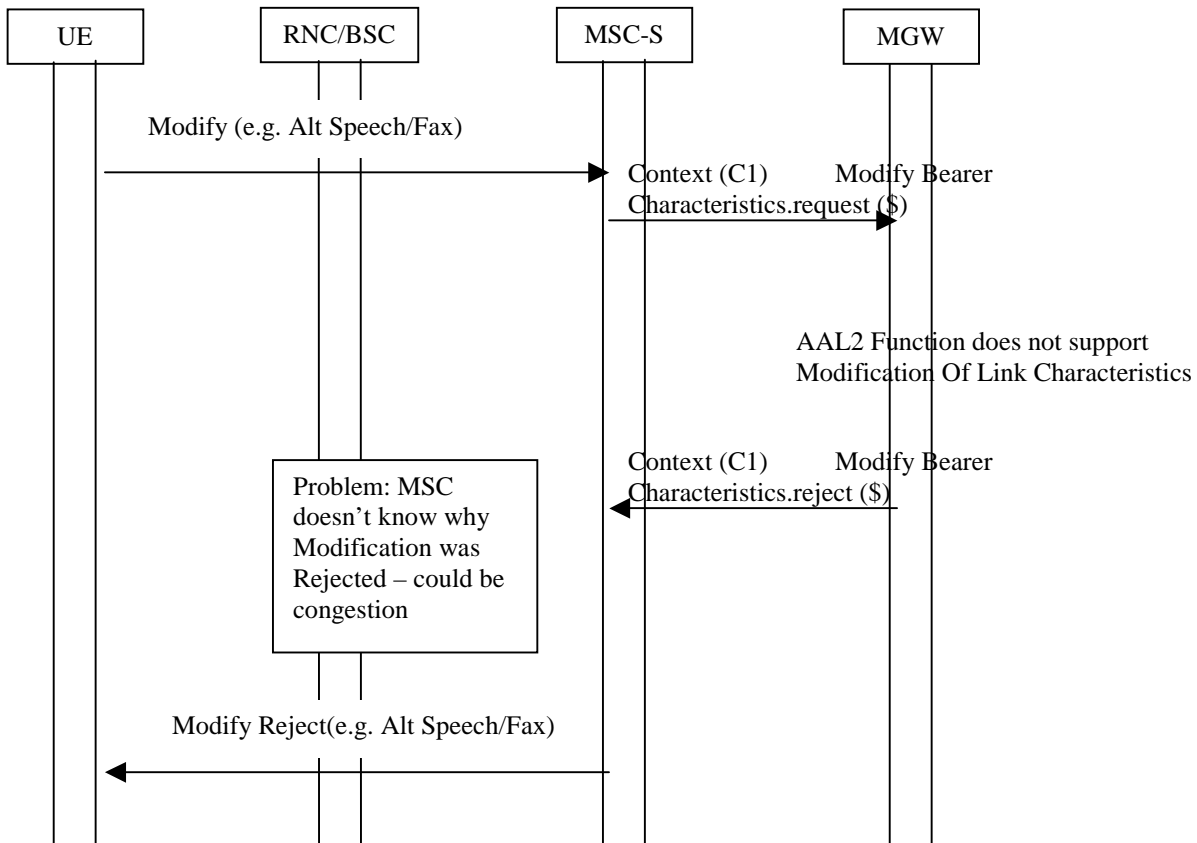 UE
RNC/BSC
MSC-S
MGW
Modify (e.g. Alt Speech/Fax)
Context (C1) Modify Bearer
Characteristics.request ($)
AAL2 Function does not support
Modification Of Link Characteristics
Context (C1) Modify Bearer
Characteristics.reject ($)
Problem: MSC
doesn’t know why
Modification was
Rejected – could be
congestion
Modify Reject(e.g. Alt Speech/Fax)